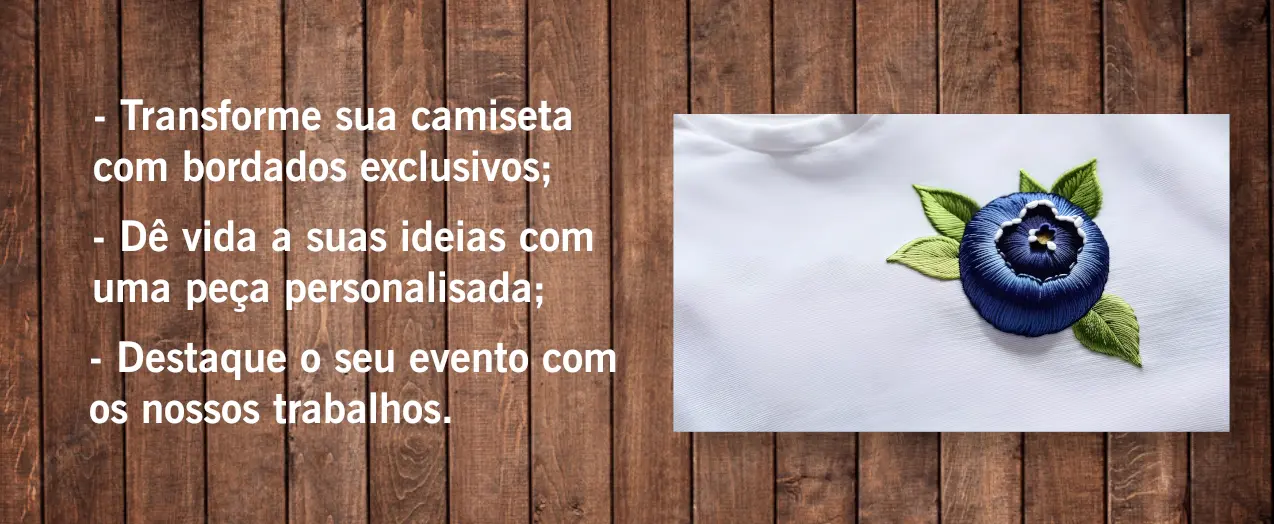 - Transforme sua camiseta
com bordados exclusivos;
- Dê vida a suas ideias com
uma peça personalisada;
- Destaque o seu evento com
os nossos trabalhos.